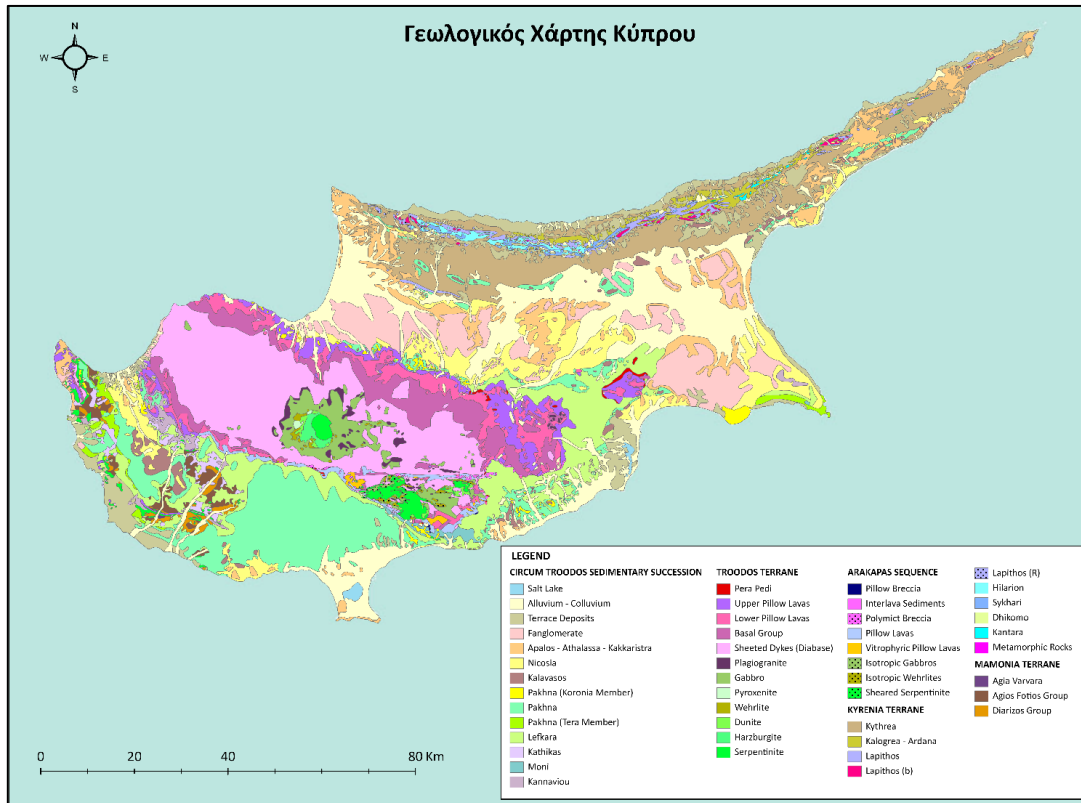 Γεωλογικός Χάρτης Κύπρου
N
W
E
S
LEGEND
CIRCUM TROODOS SEDIMENTARY SUCCESSION
Salt Lake
Alluvium - Colluvium
Terrace Deposits
Fanglomerate
Apalos - Athalassa - Kakkaristra
Nicosia
Kalavasos
Pakhna (Koronia Member)
Pakhna
Pakhna (Tera Member)
Lefkara
Kathikas
Moni
Kannaviou
TROODOS TERRANE
Pera Pedi
Upper Pillow Lavas
Lower Pillow Lavas
Basal Group
Sheeted Dykes (Diabase)
Plagiogranite
Gabbro
Pyroxenite
Wehrlite
Dunite
Harzburgite
Serpentinite
ARAKAPAS SEQUENCE
Pillow Breccia
Interlava Sediments
Polymict Breccia
Pillow Lavas
Vitrophyric Pillow Lavas
Isotropic Gabbros
Isotropic Wehrlites
Sheared Serpentinite
KYRENIA TERRANE
Kythrea
Kalogrea - Ardana
Lapithos
Lapithos (b)
Lapithos (R)
Hilarion
Sykhari
Dhikomo
Kantara
Metamorphic Rocks
MAMONIA TERRANE
Agia Varvara
Agios Fotios Group
Diarizos Group
0 20 40 80 Km